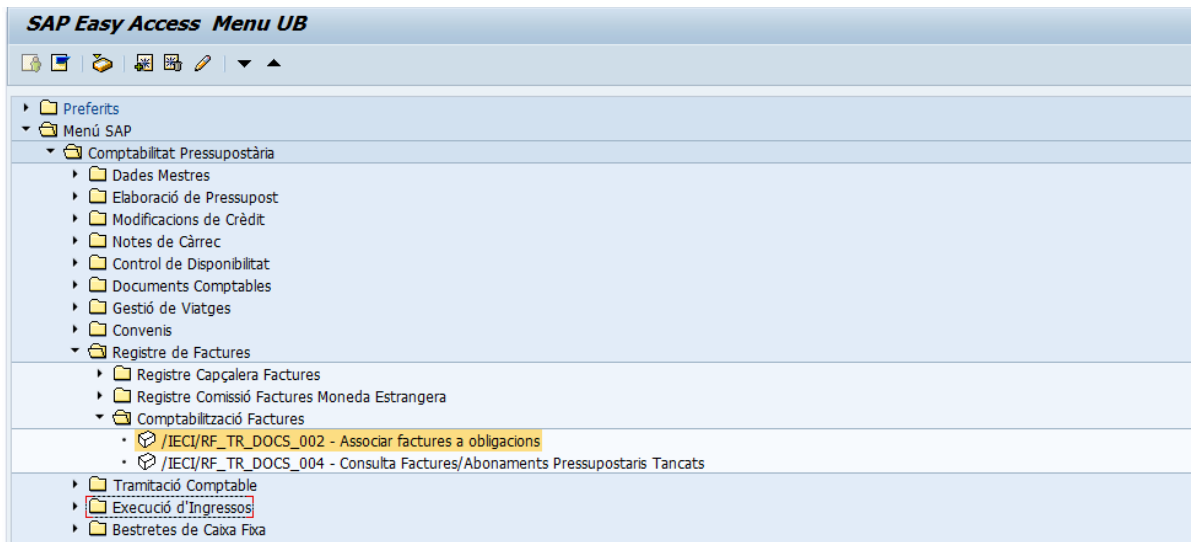 SAP Easy Access Menu UB
Preferits
Menú SAP
Comptabilitat Pressupostària
Dades Mestres
Elaboració de Pressupost
Modificacions de Crèdit
Notes de Càrrec
Control de Disponibilitat
Documents Comptables
Gestió de Viatges
Convenis
Registre de Factures
Registre Capçalera Factures
Registre Comissió Factures Moneda Estrangera
Comptabilització Factures
/IECI/RF_TR_DOCS_002 - Associar factures a obligacions
/IECI/RF_TR_DOCS_004 - Consulta Factures/Abonaments Pressupostaris Tancats
Tramitació Comptable
Execució d'Ingressos
Bestretes de Caixa Fixa